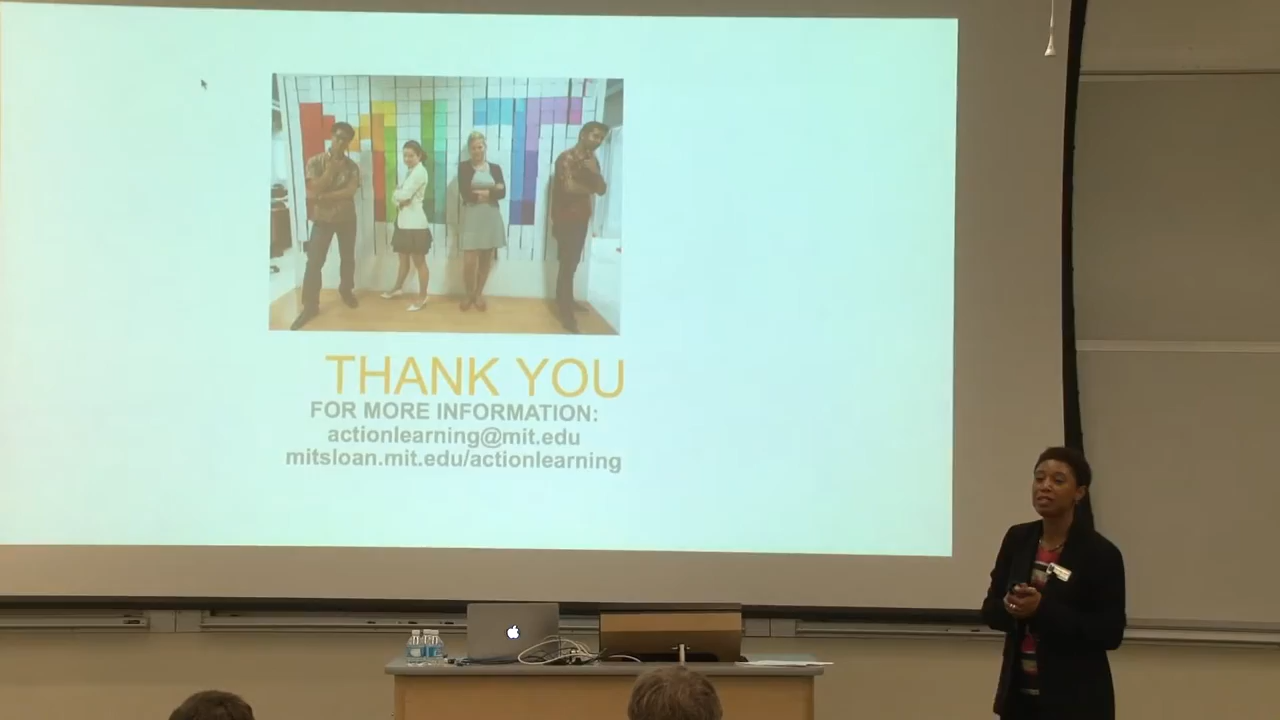 THANK YOU
FOR MORE INFORMATION:
actionlearning@mit.edu
mitsloan.mit.edu/actionlearning